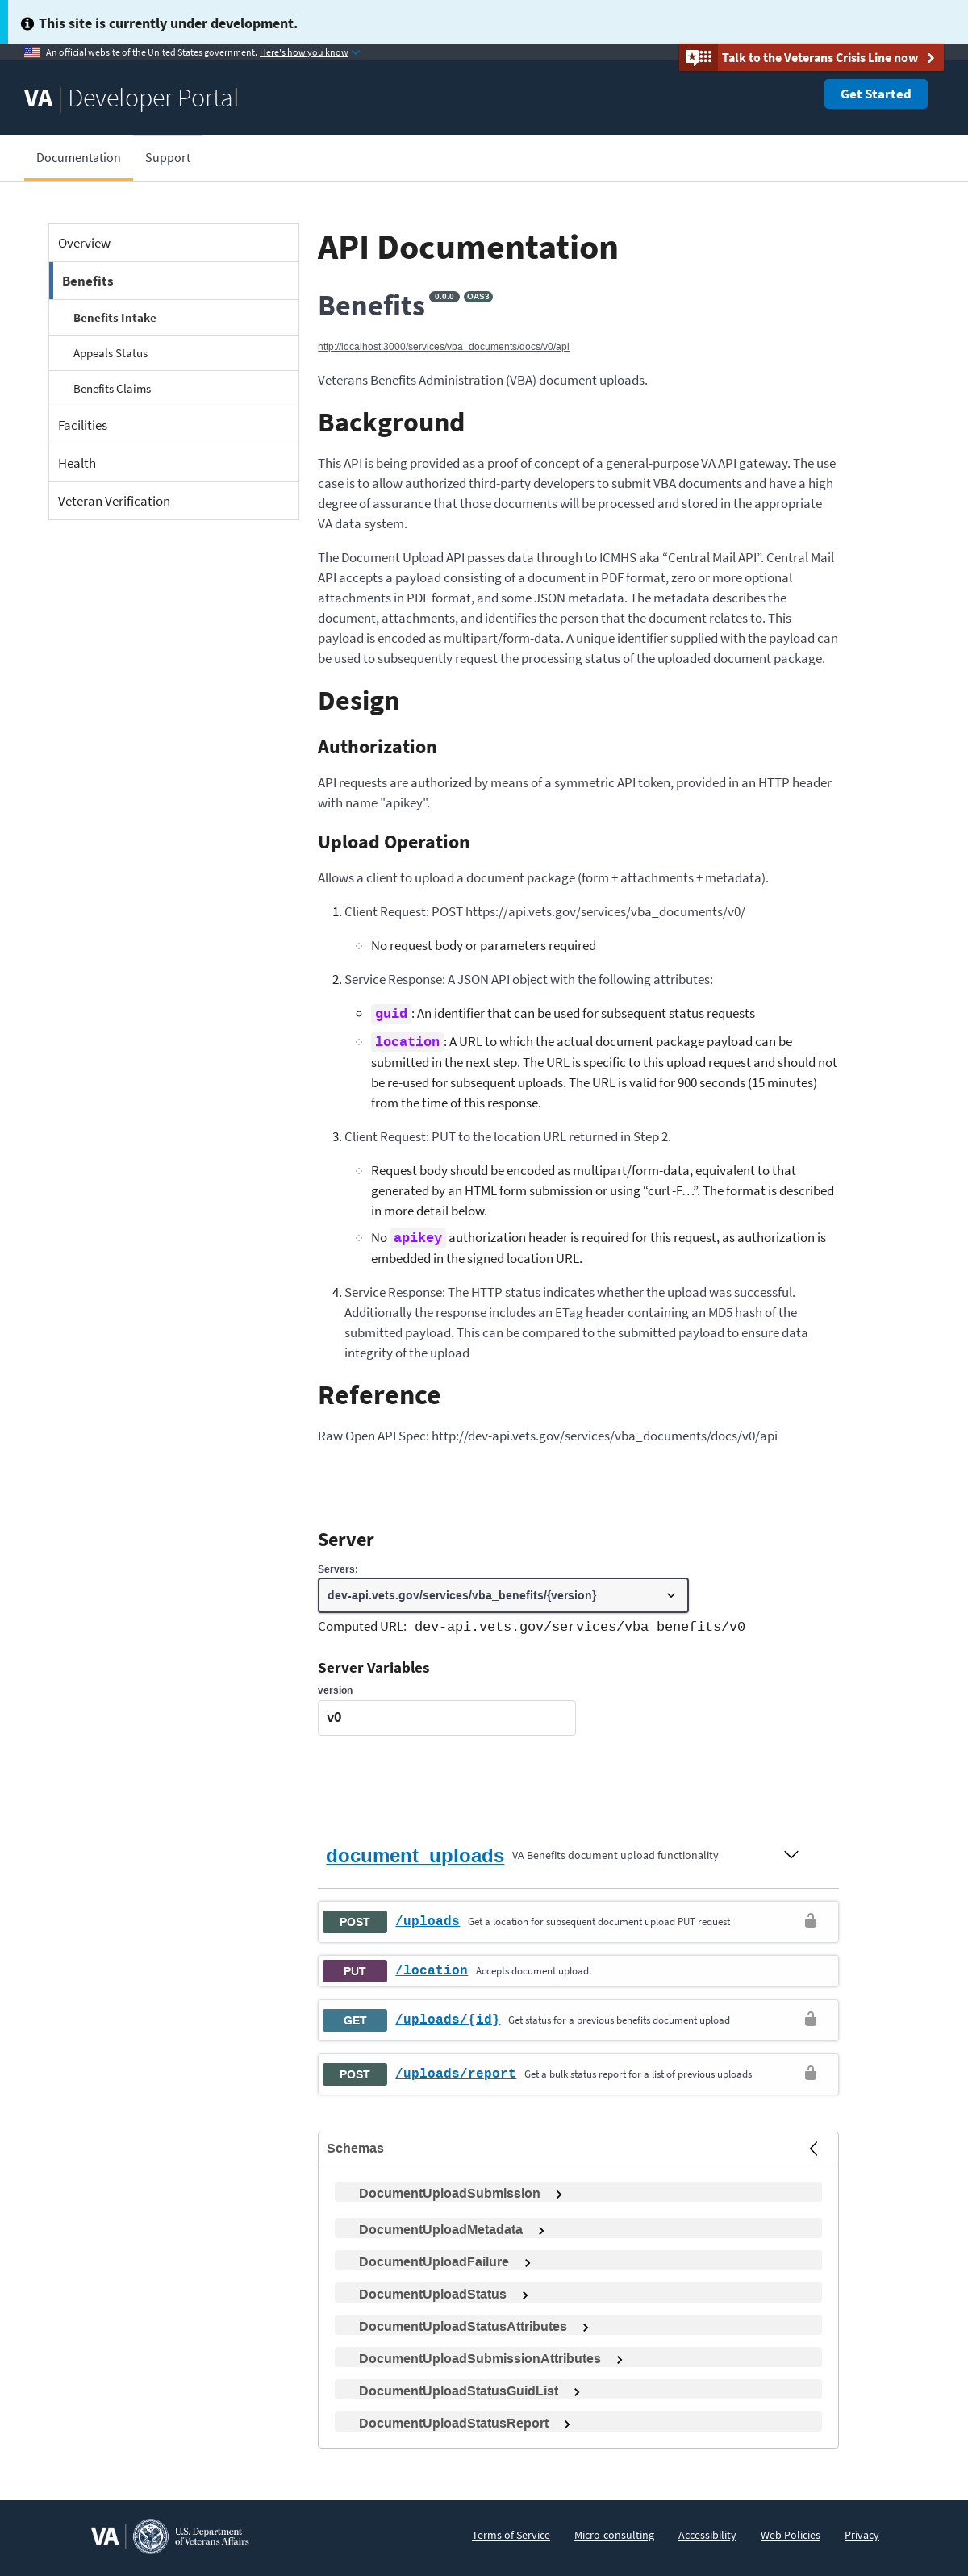 This site is currently under development.
An official website of the United States government. Here's how you know
Talk to the Veterans Crisis Line now
VA | Developer Portal
Get Started
Documentation
Support
Overview
Benefits
Benefits Intake
Appeals Status
Benefits Claims
Facilities
Health
Veteran Verification
API Documentation
Benefits 0.0.0 OAS3
http://localhost:3000/services/vba_documents/docs/v0/api
Veterans Benefits Administration (VBA) document uploads.
Background
This API is being provided as a proof of concept of a general-purpose VA API gateway. The use
case is to allow authorized third-party developers to submit VBA documents and have a high
degree of assurance that those documents will be processed and stored in the appropriate
VA data system.
The Document Upload API passes data through to ICMHS aka “Central Mail API”. Central Mail
API accepts a payload consisting of a document in PDF format, zero or more optional
attachments in PDF format, and some JSON metadata. The metadata describes the
document, attachments, and identifies the person that the document relates to. This
payload is encoded as multipart/form-data. A unique identifier supplied with the payload can
be used to subsequently request the processing status of the uploaded document package.
Design
Authorization
API requests are authorized by means of a symmetric API token, provided in an HTTP header
with name "apikey".
Upload Operation
Allows a client to upload a document package (form + attachments + metadata).
1. Client Request: POST https://api.vets.gov/services/vba_documents/v0/
No request body or parameters required
2. Service Response: A JSON API object with the following attributes:
guid: An identifier that can be used for subsequent status requests
location: A URL to which the actual document package payload can be
submitted in the next step. The URL is specific to this upload request and should not
be re-used for subsequent uploads. The URL is valid for 900 seconds (15 minutes)
from the time of this response.
3. Client Request: PUT to the location URL returned in Step 2.
Request body should be encoded as multipart/form-data, equivalent to that
generated by an HTML form submission or using “curl -F…”. The format is described
in more detail below.
No apikey authorization header is required for this request, as authorization is
embedded in the signed location URL.
4. Service Response: The HTTP status indicates whether the upload was successful.
Additionally the response includes an ETag header containing an MD5 hash of the
submitted payload. This can be compared to the submitted payload to ensure data
integrity of the upload
Reference
Raw Open API Spec: http://dev-api.vets.gov/services/vba_documents/docs/v0/api
Server
Servers:
dev-api.vets.gov/services/vba_benefits/{version}
Computed URL: dev-api.vets.gov/services/vba_benefits/v0
Server Variables
version
v0
document_uploads VA Benefits document upload functionality
POST /uploads Get a location for subsequent document upload PUT request
PUT /location Accepts document upload.
GET /uploads/{id} Get status for a previous benefits document upload
POST /uploads/report Get a bulk status report for a list of previous uploads
Schemas
DocumentUploadSubmission
DocumentUploadMetadata
DocumentUploadFailure
DocumentUploadStatus
DocumentUploadStatusAttributes
DocumentUploadSubmissionAttributes
DocumentUploadStatusGuidList
DocumentUploadStatusReport
VA
U.S. Department
of Veterans Affairs
Terms of Service
Micro-consulting
Accessibility
Web Policies
Privacy